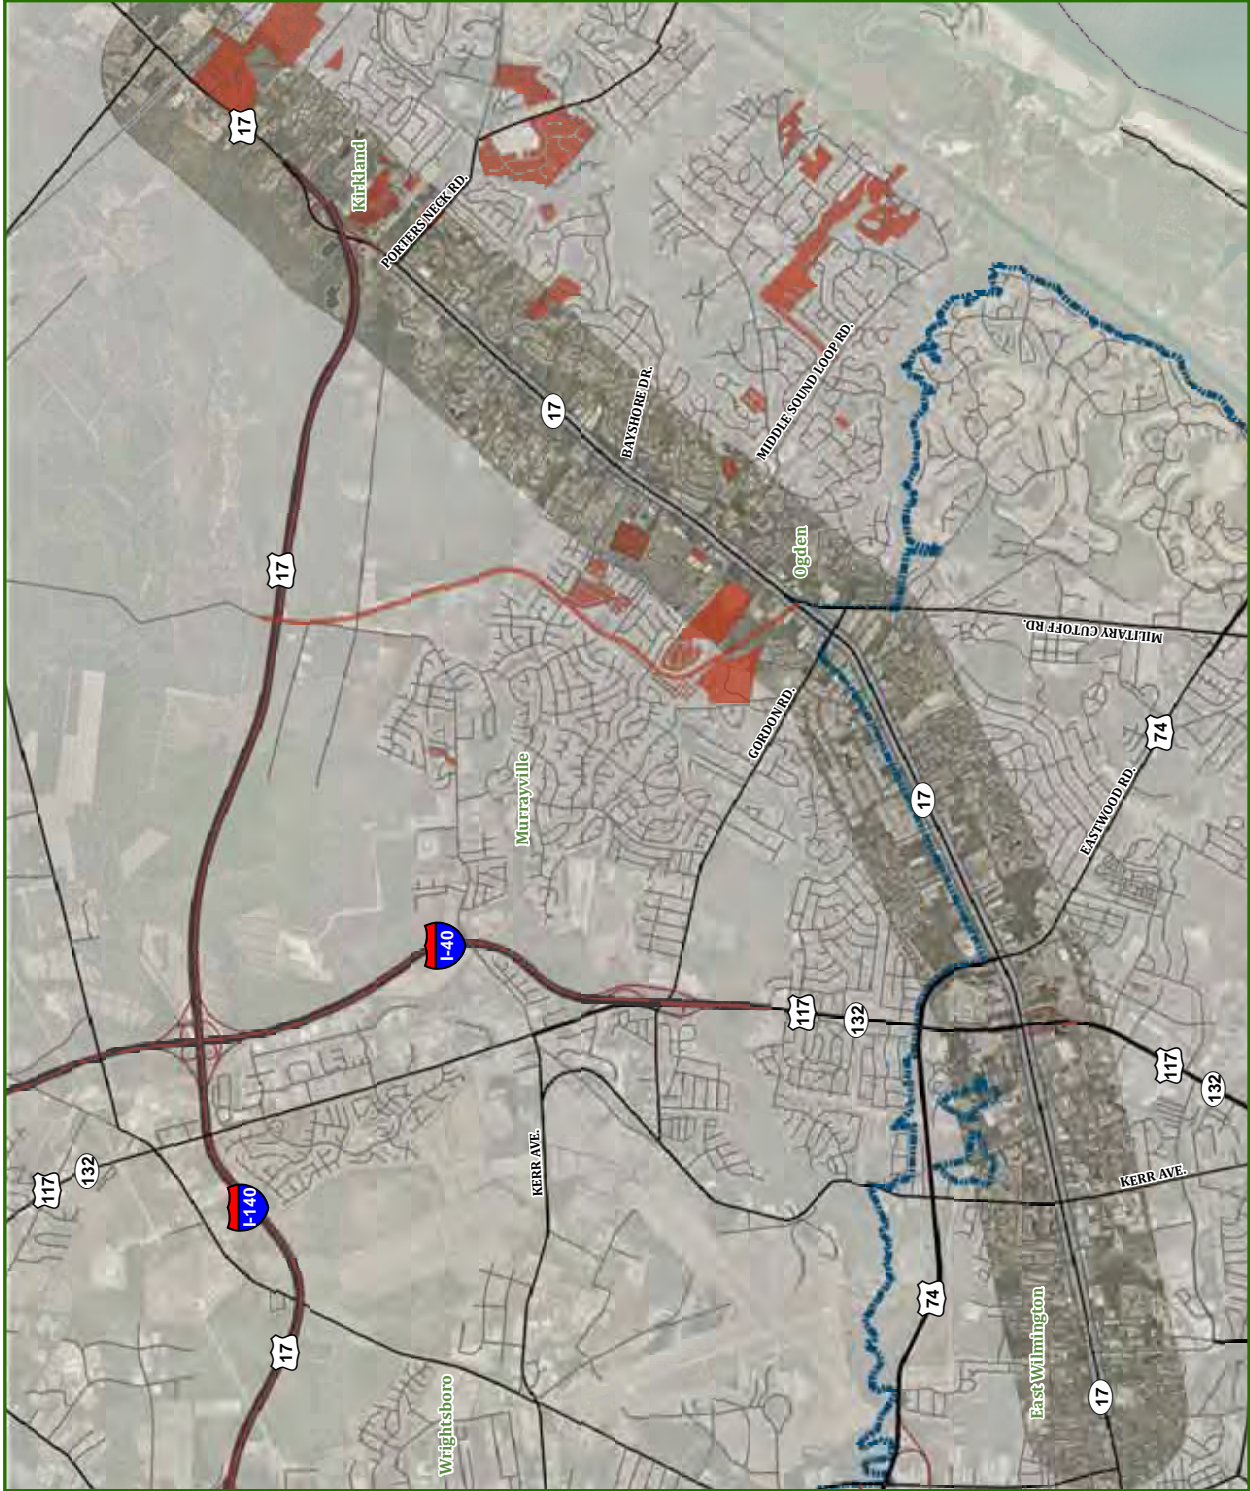 17
Kirkland
PORTERS NECK RD.
17
BAYSHORE DR.
MIDDLE SOUND LOOP RD.
17
Ogden
MILITARY CUTOFF RD.
GORDON RD.
74
Murrayville
17
EASTWOOD RD.
I-40
117
132
117
132
117
132
I-140
KERR AVE.
KERR AVE.
17
74
East Wilmington
17
Wrightsboro